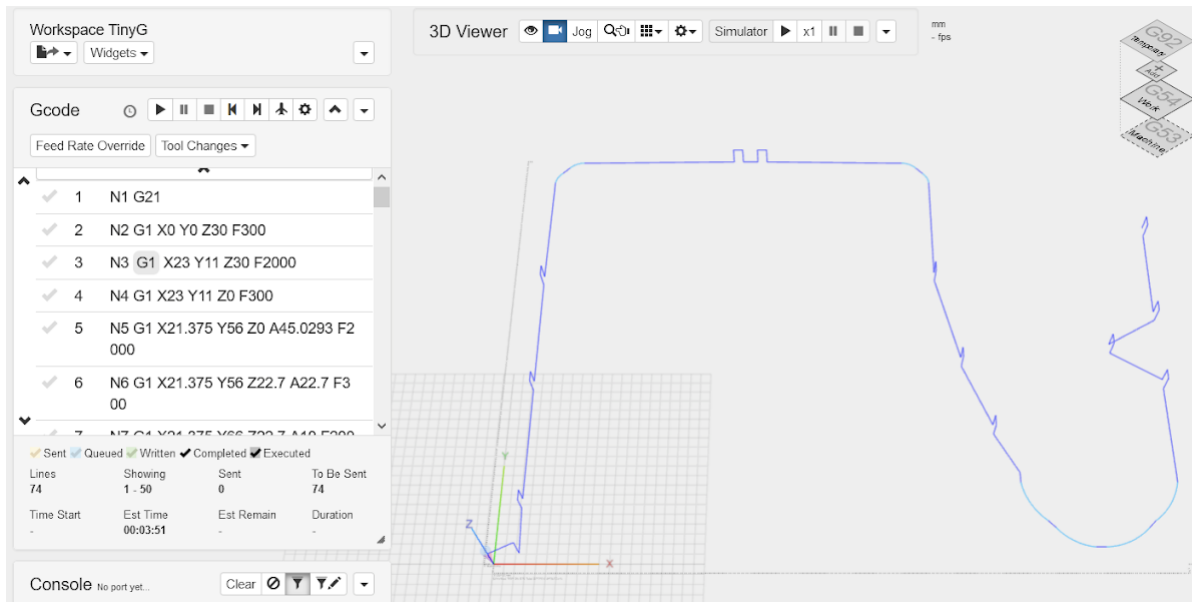 Workspace TinyG
Widgets
3D Viewer
Jog
Simulator
x1
mm
- fps
G92
Temporary
+
Add
G54
Work
G53
Machine
Gcode
Feed Rate Override
Tool Changes
1 N1 G21
2 N2 G1 X0 Y0 Z30 F300
3 N3 G1 X23 Y11 Z30 F2000
4 N4 G1 X23 Y11 Z0 F300
5 N5 G1 X21.375 Y56 Z0 A45.0293 F2
000
6 N6 G1 X21.375 Y56 Z22.7 A22.7 F3
00
Sent Queued Written Completed Executed
Lines Showing Sent To Be Sent
74 1 - 50 0 74
Time Start Est Time Est Remain Duration
- 00:03:51 - -
Console No port yet...
Clear
Z
Y
X